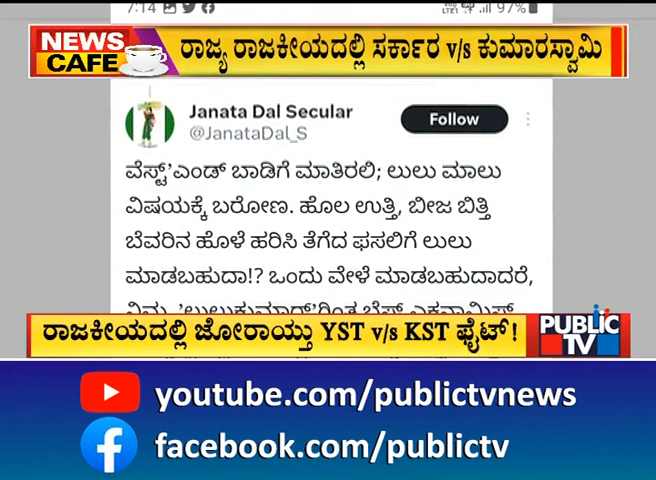 7:14
97%
NEWS
CAFE
ರಾಜ್ಯ ರಾಜಕೀಯದಲ್ಲಿ ಸರ್ಕಾರ v/s ಕುಮಾರಸ್ವಾಮಿ
Janata Dal Secular
@JanataDal_S
Follow
ವೆಸ್ಟ್'ಎಂಡ್ ಬಾಡಿಗೆ ಮಾತಿರಲಿ; ಲುಲು ಮಾಲು
ವಿಷಯಕ್ಕೆ ಬರೋಣ. ಹೊಲ ಉತ್ತಿ, ಬೀಜ ಬಿತ್ತಿ
ಬೆವರಿನ ಹೊಳೆ ಹರಿಸಿ ತೆಗೆದ ಫಸಲಿಗೆ ಲುಲು
ಮಾಡಬಹುದಾ!? ಒಂದು ವೇಳೆ ಮಾಡಬಹುದಾದರೆ,
ರಾಜಕೀಯದಲ್ಲಿ ಜೋರಾಯ್ತು YST v/s KST ಫೈಟ್!
PUBLIC
TV
youtube.com/publictvnews
facebook.com/publictv